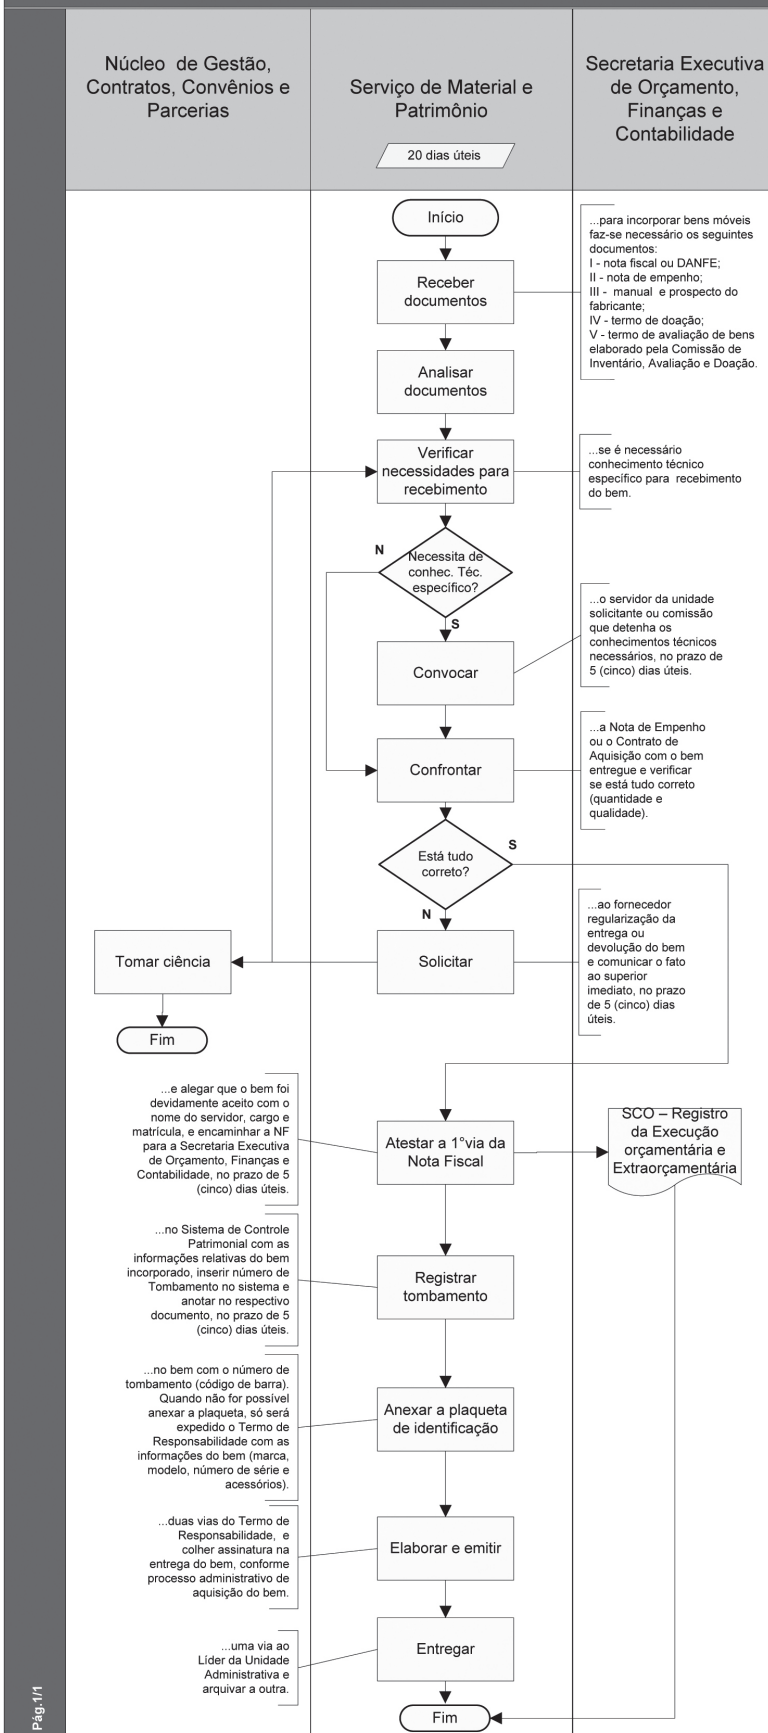 Núcleo de Gestão,
Contratos, Convênios e
Parcerias
Serviço de Material e
Patrimônio
20 dias úteis
Secretaria Executiva
de Orçamento,
Finanças e
Contabilidade
Início
Receber
documentos
...para incorporar bens móveis
faz-se necessário os seguintes
documentos:
I - nota fiscal ou DANFE;
II - nota de empenho;
III - manual e prospecto do
fabricante;
IV - termo de doação;
V - termo de avaliação de bens
elaborado pela Comissão de
Inventário, Avaliação e Doação.
Analisar
documentos
Verificar
necessidades para
recebimento
...se é necessário
conhecimento técnico
específico para recebimento
do bem.
N
Necessita de
conhec. Téc.
específico?
S
Convocar
...o servidor da unidade
solicitante ou comissão
que detenha os
conhecimentos técnicos
necessários, no prazo de
5 (cinco) dias úteis.
Confrontar
...a Nota de Empenho
ou o Contrato de
Aquisição com o bem
entregue e verificar
se está tudo correto
(quantidade e
qualidade).
Está tudo
correto?
S
N
Tomar ciência
Solicitar
...ao fornecedor
regularização da
entrega ou
devolução do bem
e comunicar o fato
ao superior
imediato, no prazo
de 5 (cinco) dias
úteis.
Fim
...e alegar que o bem foi
devidamente aceito com o
nome do servidor, cargo e
matrícula, e encaminhar a NF
para a Secretaria Executiva
de Orçamento, Finanças e
Contabilidade, no prazo de 5
(cinco) dias úteis.
Atestar a 1°via da
Nota Fiscal
SCO – Registro
da Execução
orçamentária e
Extraorçamentária
...no Sistema de Controle
Patrimonial com as
informações relativas do bem
incorporado, inserir número de
Tombamento no sistema e
anotar no respectivo
documento, no prazo de 5
(cinco) dias úteis.
Registrar
tombamento
...no bem com o número de
tombamento (código de barra).
Quando não for possível
anexar a plaqueta, só será
expedido o Termo de
Responsabilidade com as
informações do bem (marca,
modelo, número de série e
acessórios).
Anexar a plaqueta
de identificação
...duas vias do Termo de
Responsabilidade, e
colher assinatura na
entrega do bem, conforme
processo administrativo de
aquisição do bem.
Elaborar e emitir
...uma via ao
Líder da Unidade
Administrativa e
arquivar a outra.
Entregar
Fim
Pág.1/1